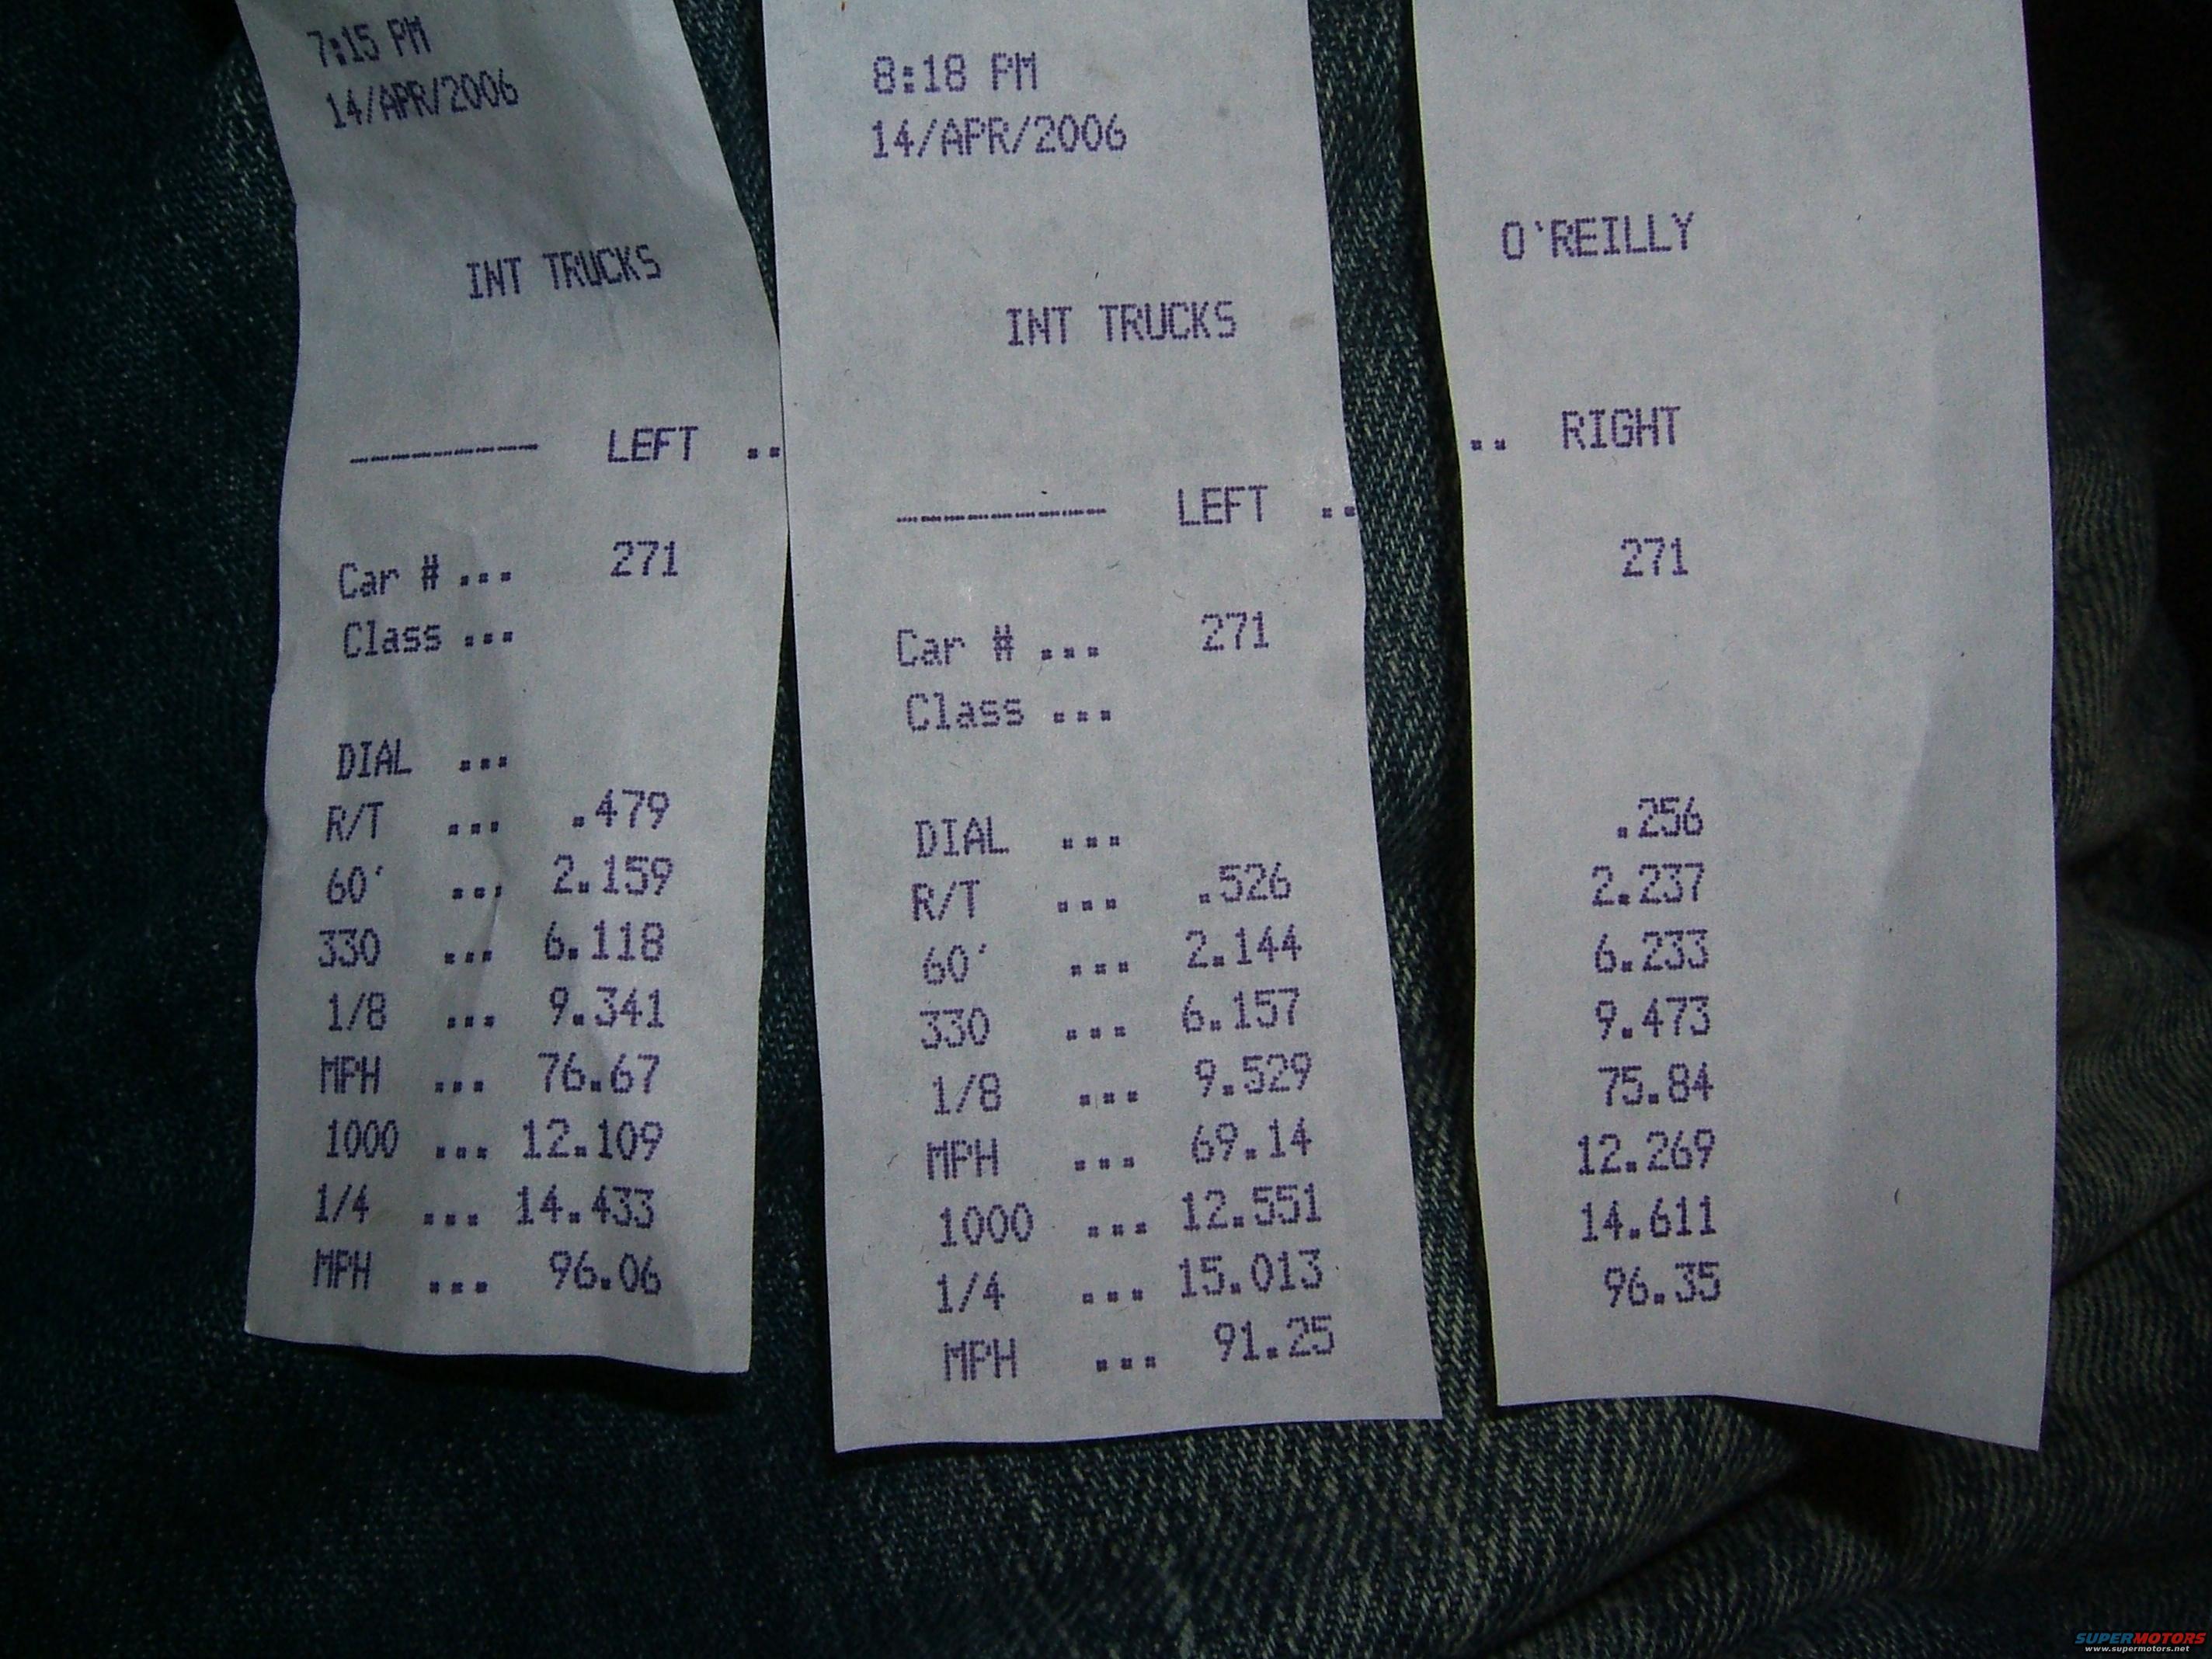 7:15 PM
14/APR/2006
INT TRUCKS
--------- LEFT ..
Car # ... 271
Class ...
DIAL ...
R/T ... .479
60' ... 2.159
330 ... 6.118
1/8 ... 9.341
MPH ... 76.67
1000 ... 12.109
1/4 ... 14.433
MPH ... 96.06
8:18 PM
14/APR/2006
INT TRUCKS
--------- LEFT ..
Car # ... 271
Class ...
DIAL ...
R/T ... .526
60' ... 2.144
330 ... 6.157
1/8 ... 9.529
MPH ... 69.14
1000 ... 12.551
1/4 ... 15.013
MPH ... 91.25
O'REILLY
.. RIGHT
271
.256
2.237
6.233
9.473
75.84
12.269
14.611
96.35
SUPERMOTORS
www.supermotors.net